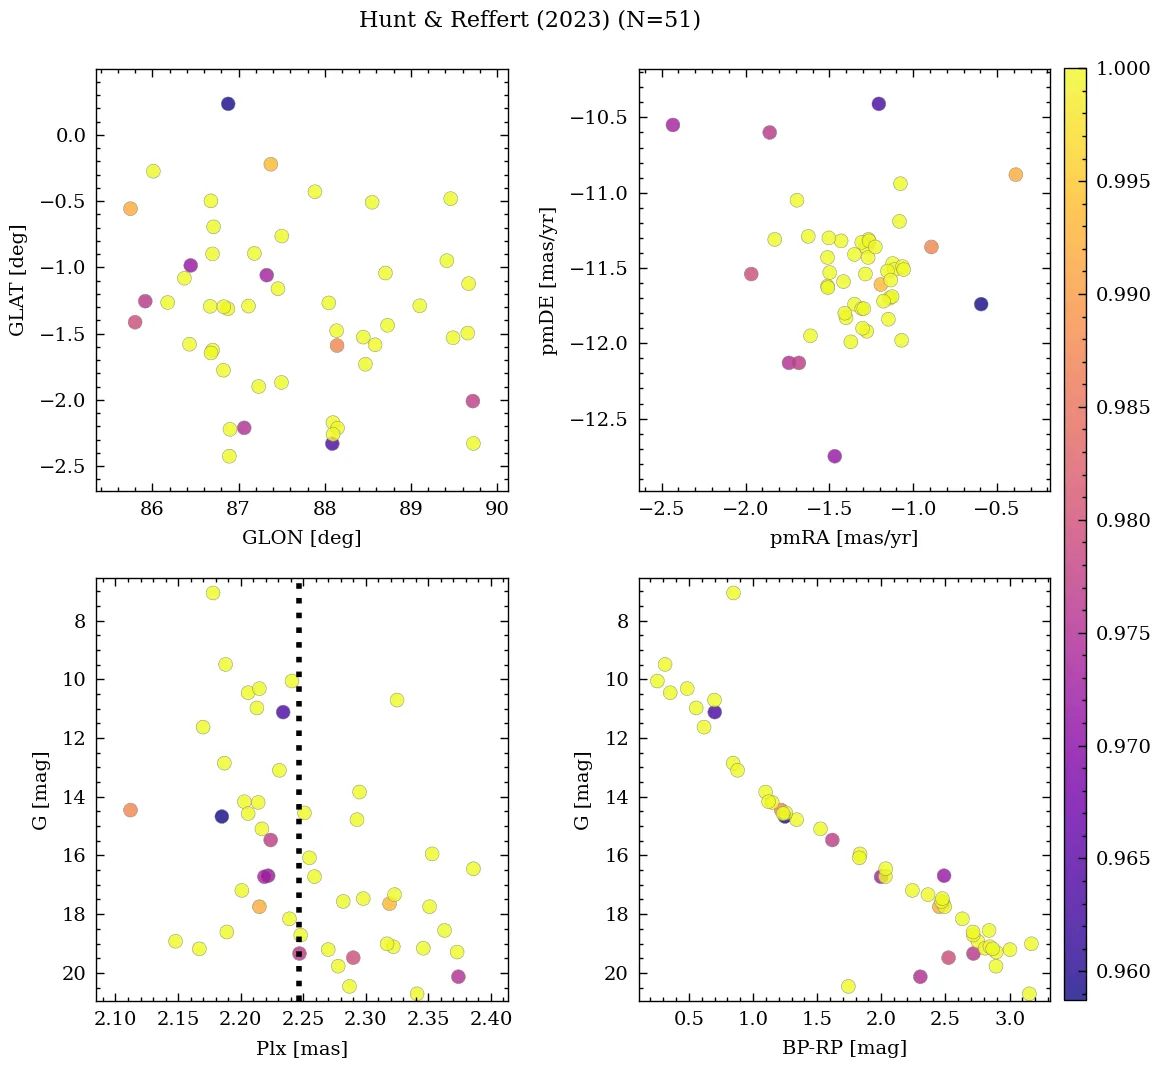 Hunt & Reffert (2023) (N=51)
GLAT [deg]
0.0
−0.5
−1.0
−1.5
−2.0
−2.5
86 87 88 89 90
GLON [deg]
pmDE [mas/yr]
−10.5
−11.0
−11.5
−12.0
−12.5
−2.5 −2.0 −1.5 −1.0 −0.5
pmRA [mas/yr]
G [mag]
8
10
12
14
16
18
20
2.10 2.15 2.20 2.25 2.30 2.35 2.40
Plx [mas]
G [mag]
8
10
12
14
16
18
20
0.5 1.0 1.5 2.0 2.5 3.0
BP-RP [mag]
1.000
0.995
0.990
0.985
0.980
0.975
0.970
0.965
0.960